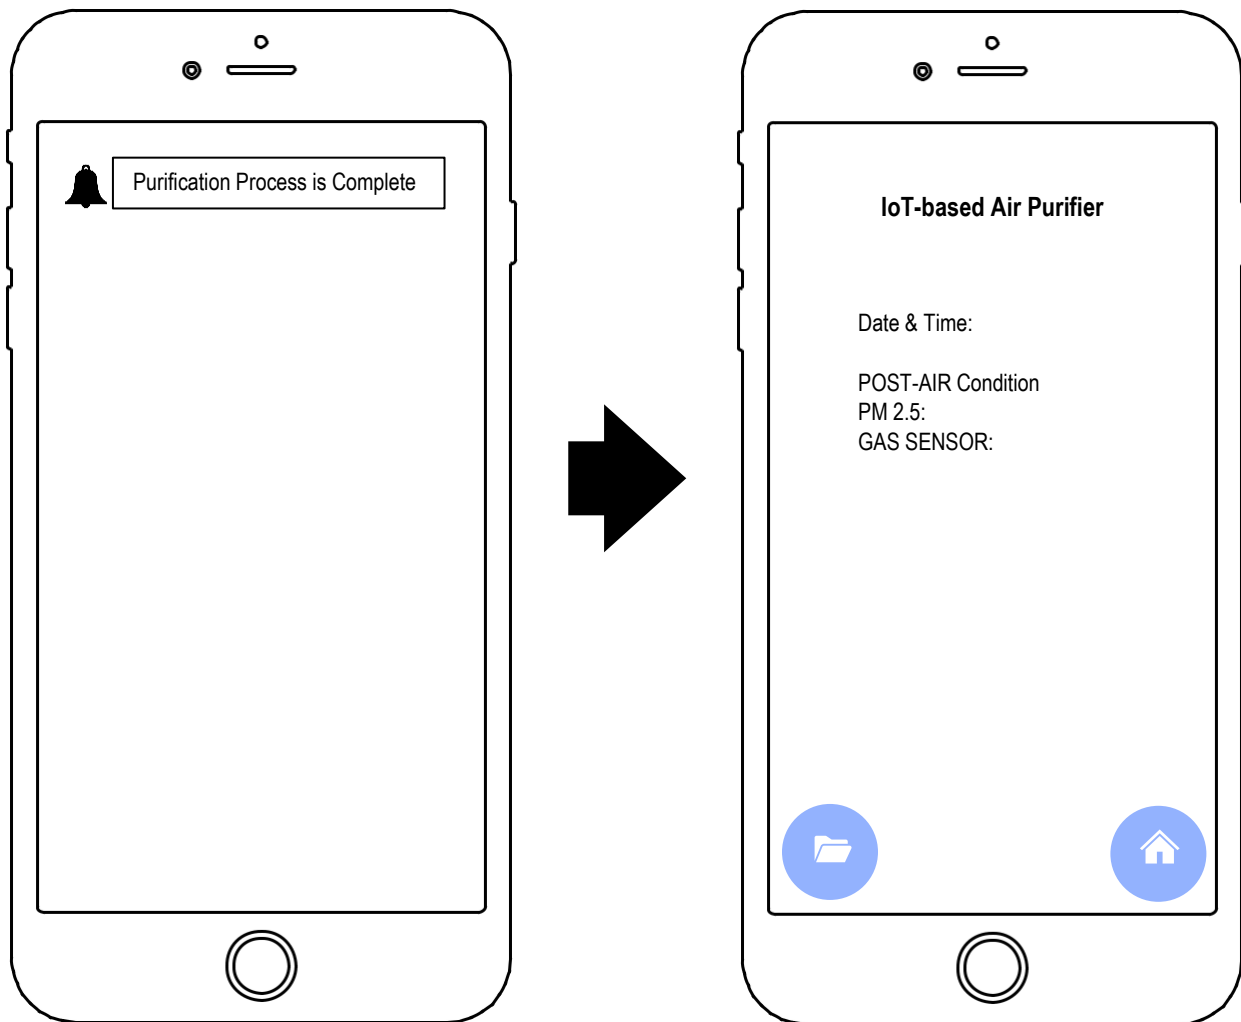 Purification Process is Complete
IoT-based Air Purifier
Date & Time:
POST-AIR Condition
PM 2.5:
GAS SENSOR: